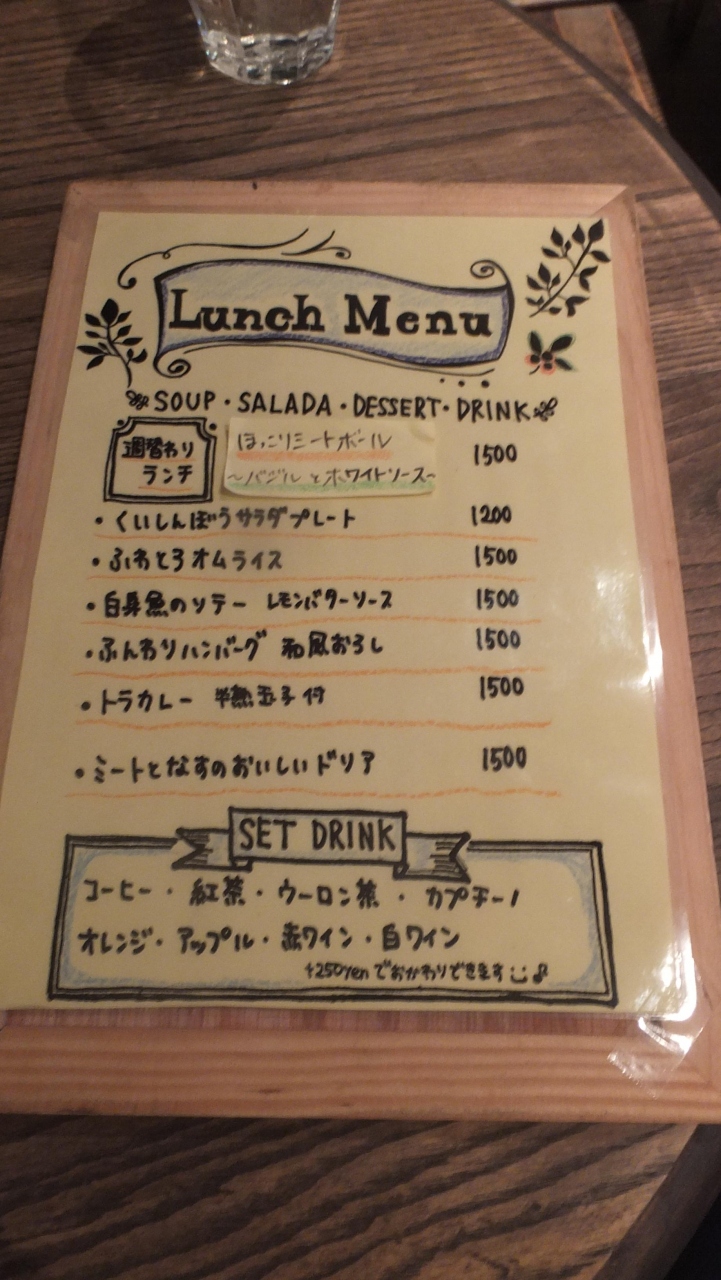 Lunch Menu
SOUP・SALADA・DESSERT・DRINK
週替わり
ランチ
ほっこりミートボール
〜バジルとホワイトソース〜 1500
・くいしんぼうサラダプレート 1200
・ふわとろオムライス 1500
・白身魚のソテー レモンバターソース 1500
・ふんわりハンバーグ 和風おろし 1500
・トラカレー 半熟玉子付 1500
・ミートとなすのおいしいドリア 1500
SET DRINK
コーヒー・紅茶・ウーロン茶・カプチーノ
オレンジ・アップル・赤ワイン・白ワイン
+250yenでおかわりできます